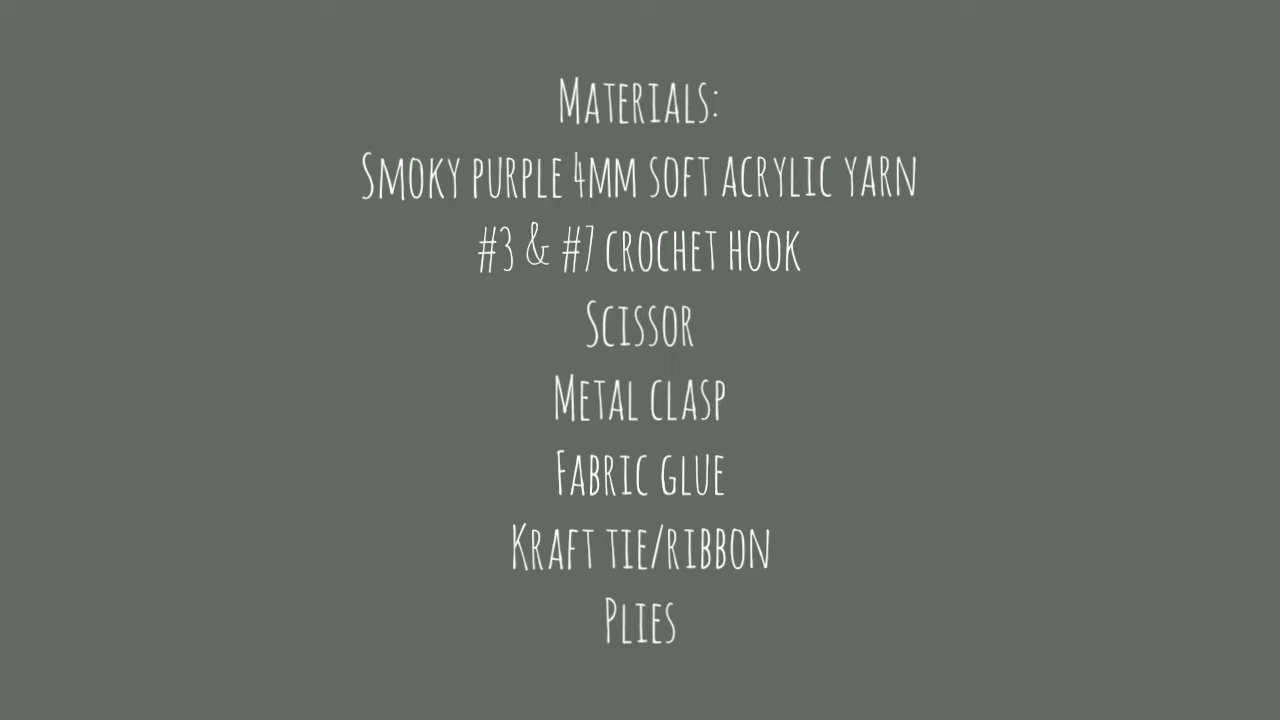 Materials:
Smoky purple 4mm soft acrylic yarn
#3 & #7 crochet hook
Scissor
Metal clasp
Fabric glue
Kraft tie/ribbon
Plies